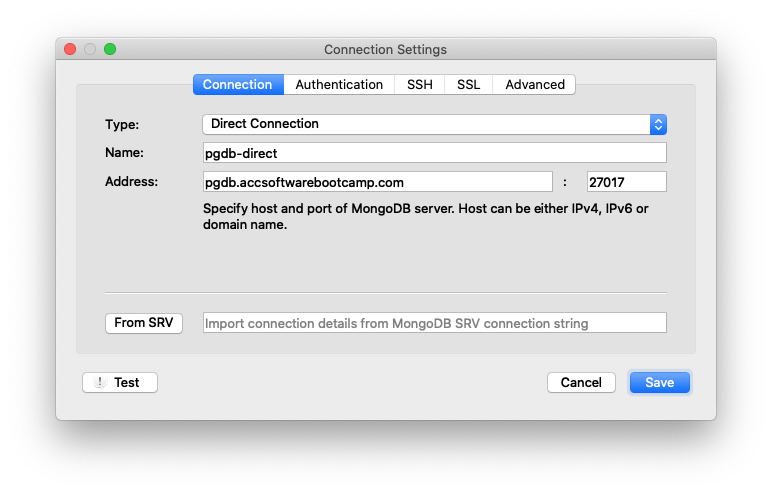 Connection Settings
Connection Authentication SSH SSL Advanced
Type: Direct Connection
Name: pgdb-direct
Address: pgdb.accsoftwarebootcamp.com : 27017
Specify host and port of MongoDB server. Host can be either IPv4, IPv6 or
domain name.
From SRV Import connection details from MongoDB SRV connection string
! Test Cancel Save